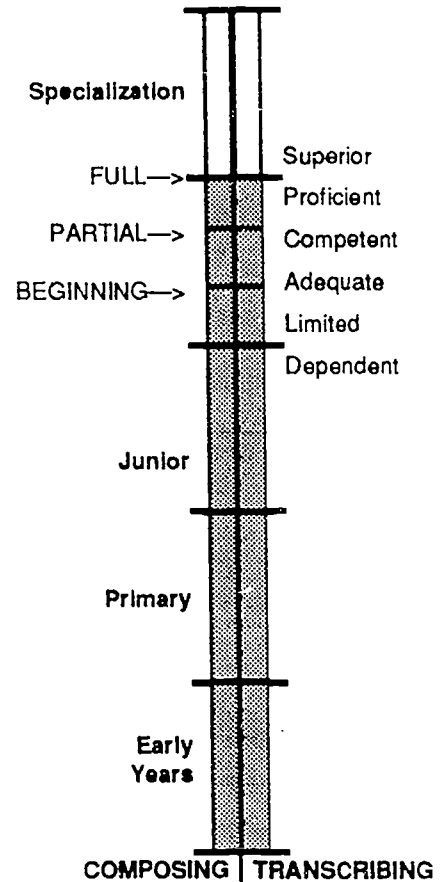 Specialization
Superior
FULL—>
Proficient
PARTIAL—>
Competent
Adequate
BEGINNING—>
Limited
Dependent
Junior
Primary
Early
Years
COMPOSING TRANSCRIBING